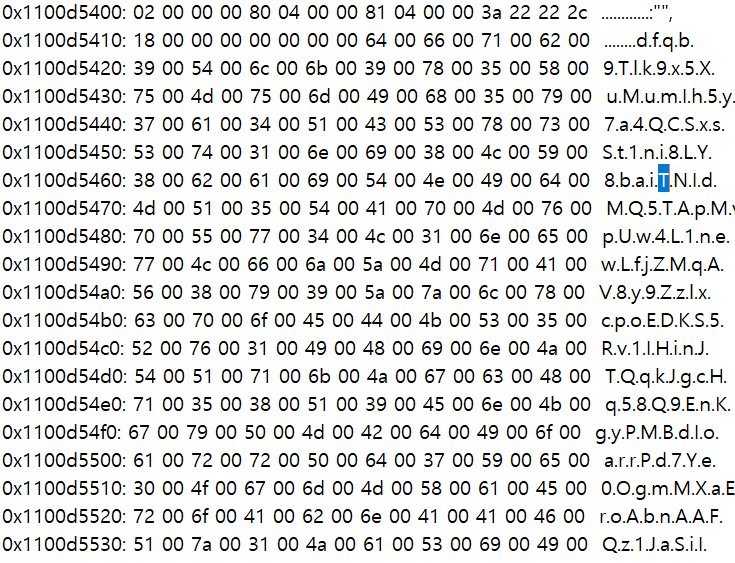 0x1100d5400: 02 00 00 00 80 04 00 00 81 04 00 00 3a 22 22 2c ............:"",
0x1100d5410: 18 00 00 00 00 00 00 00 64 00 66 00 71 00 62 00 ........d.f.q.b.
0x1100d5420: 39 00 54 00 6c 00 6b 00 39 00 78 00 35 00 58 00 9.T.l.k.9.x.5.X.
0x1100d5430: 75 00 4d 00 75 00 6d 00 49 00 68 00 35 00 79 00 u.M.u.m.I.h.5.y.
0x1100d5440: 37 00 61 00 34 00 51 00 43 00 53 00 78 00 73 00 7.a.4.Q.C.S.x.s.
0x1100d5450: 53 00 74 00 31 00 6e 00 69 00 38 00 4c 00 59 00 S.t.1.n.i.8.L.Y.
0x1100d5460: 38 00 62 00 61 00 69 00 54 00 4e 00 49 00 64 00 8.b.a.i.T.N.I.d.
0x1100d5470: 4d 00 51 00 35 00 54 00 41 00 70 00 4d 00 76 00 M.Q.5.T.A.p.M.v
0x1100d5480: 70 00 55 00 77 00 34 00 4c 00 31 00 6e 00 65 00 p.U.w.4.L.1.n.e.
0x1100d5490: 77 00 4c 00 66 00 6a 00 5a 00 4d 00 71 00 41 00 w.L.f.j.Z.M.q.A.
0x1100d54a0: 56 00 38 00 79 00 39 00 5a 00 7a 00 6c 00 78 00 V.8.y.9.Z.z.l.x.
0x1100d54b0: 63 00 70 00 6f 00 45 00 44 00 4b 00 53 00 35 00 c.p.o.E.D.K.S.5.
0x1100d54c0: 52 00 76 00 31 00 49 00 48 00 69 00 6e 00 4a 00 R.v.1.I.H.i.n.J.
0x1100d54d0: 54 00 51 00 71 00 6b 00 4a 00 67 00 63 00 48 00 T.Q.q.k.J.g.c.H.
0x1100d54e0: 71 00 35 00 38 00 51 00 39 00 45 00 6e 00 4b 00 q.5.8.Q.9.E.n.K.
0x1100d54f0: 67 00 79 00 50 00 4d 00 42 00 64 00 49 00 6f 00 g.y.P.M.B.d.I.o.
0x1100d5500: 61 00 72 00 72 00 50 00 64 00 37 00 59 00 65 00 a.r.r.P.d.7.Y.e.
0x1100d5510: 30 00 4f 00 67 00 6d 00 4d 00 58 00 61 00 45 00 0.O.g.m.M.X.a.E
0x1100d5520: 72 00 6f 00 41 00 62 00 6e 00 41 00 41 00 46 00 r.o.A.b.n.A.A.F.
0x1100d5530: 51 00 7a 00 31 00 4a 00 61 00 53 00 69 00 49 00 Q.z.1.J.a.S.i.I.